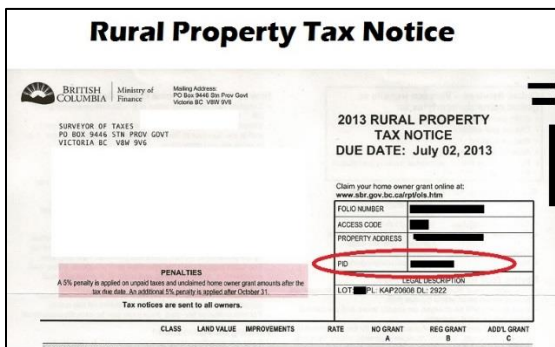 Rural Property Tax Notice
BRITISH COLUMBIA
Ministry of Finance
Mailing Address:
PO Box 9446 Stn Prov Govt
Victoria BC V8W 9V6
SURVEYOR OF TAXES
PO BOX 9446 STN PROV GOVT
VICTORIA BC V8W 9V6
2013 RURAL PROPERTY
TAX NOTICE
DUE DATE: July 02, 2013
Claim your home owner grant online at:
www.sbr.gov.bc.ca/rpt/ols.htm
FOLIO NUMBER
ACCESS CODE
PROPERTY ADDRESS
PID
LEGAL DESCRIPTION
LOT: PL: KAP20608 DL: 2922
PENALTIES
A 5% penalty is applied on unpaid taxes and unclaimed home owner grant amounts after the
tax due date. An additional 5% penalty is applied after October 31.
Tax notices are sent to all owners.
CLASS LAND VALUE IMPROVEMENTS RATE NO GRANT REG GRANT ADD'L GRANT
A B C